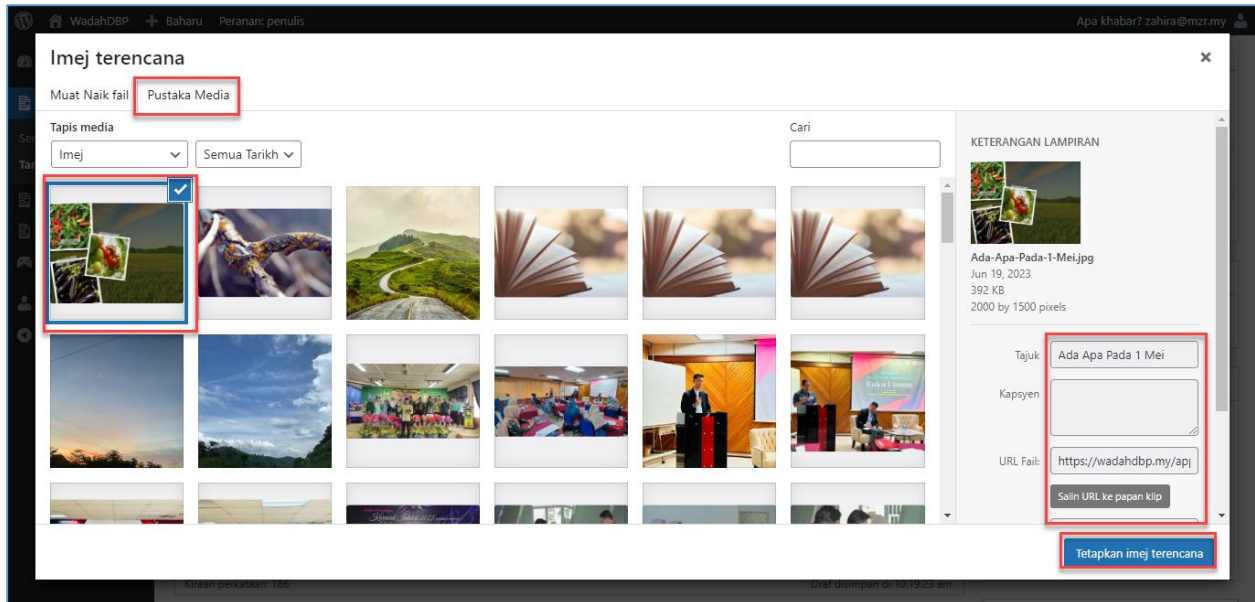 WadahDBP + Baharu Peranan: penulis Apa khabar? zahira@mzr.my
Imej terencana
Muat Naik fail Pustaka Media
Tapis media Cari
Imej Semua Tarikh
KETERANGAN LAMPIRAN
Ada-Apa-Pada-1-Mei.jpg
Jun 19, 2023
392 KB
2000 by 1500 pixels
Tajuk Ada Apa Pada 1 Mei
Kapsyen
URL Fail: https://wadahdbp.my/app
Salin URL ke papan klip
Tetapkan imej terencana
Kiraan perkataan: 186 Draf disimpan di 10:19:23 am.